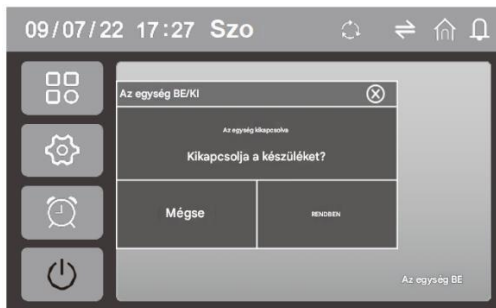 09/07/22 17:27 Szo
Az egység BE/KI
Az egység kikapcsolva
Kikapcsolja a készüléket?
Mégse
RENDBEN
Az egység BE